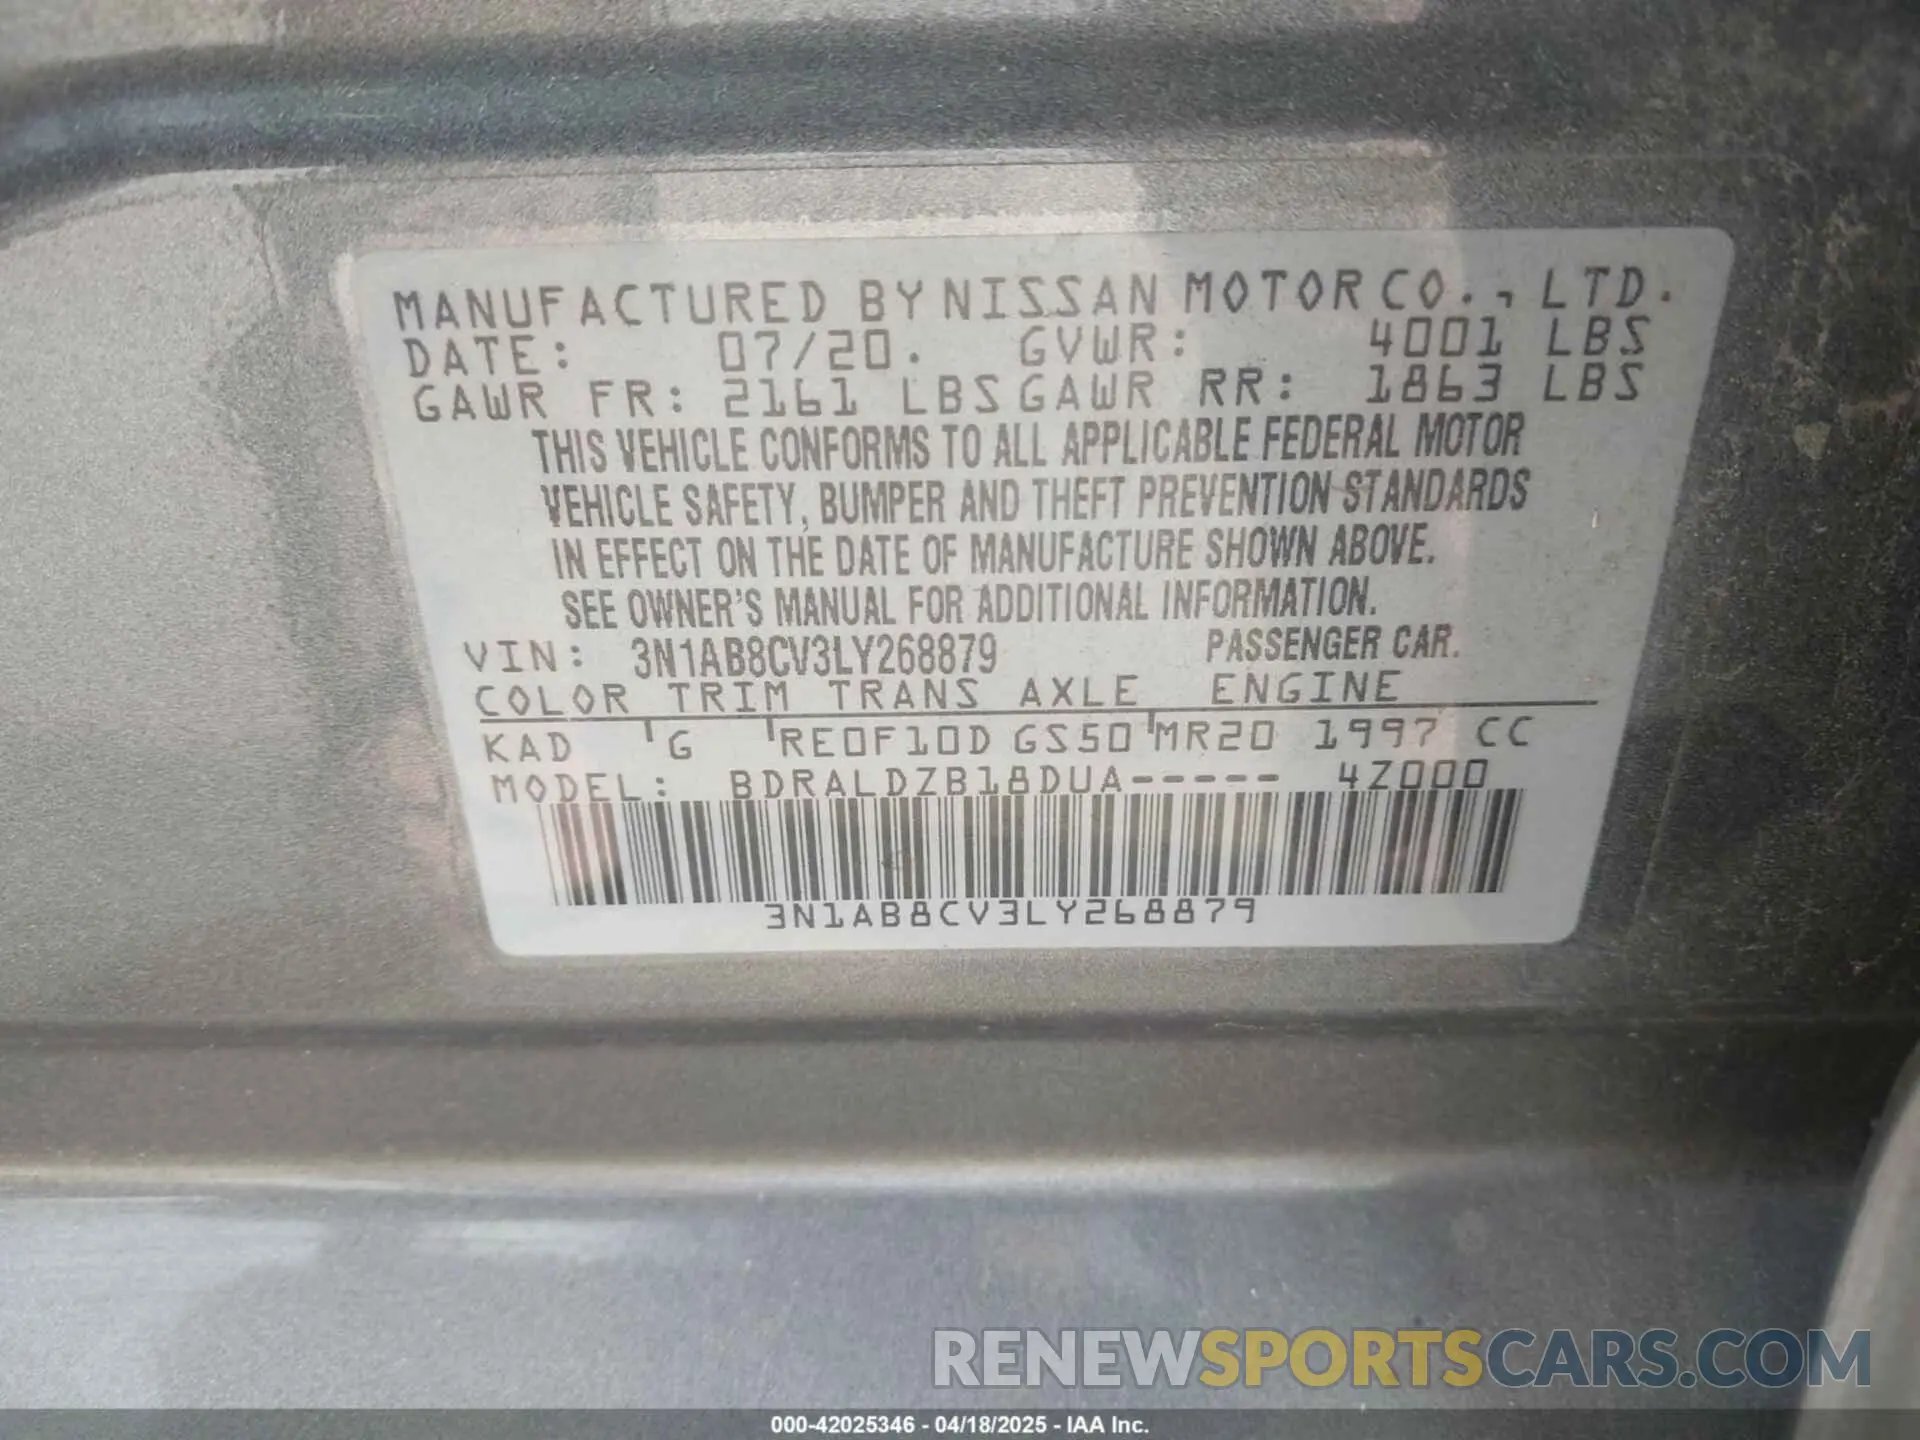 MANUFACTURED BY NISSAN MOTOR CO., LTD.
DATE: 07/20. GVWR: 4001 LBS
GAWR FR: 2161 LBS GAWR RR: 1863 LBS
THIS VEHICLE CONFORMS TO ALL APPLICABLE FEDERAL MOTOR
VEHICLE SAFETY, BUMPER AND THEFT PREVENTION STANDARDS
IN EFFECT ON THE DATE OF MANUFACTURE SHOWN ABOVE.
SEE OWNER'S MANUAL FOR ADDITIONAL INFORMATION.
VIN: 3N1AB8CV3LY268879 PASSENGER CAR.
COLOR TRIM TRANS AXLE ENGINE
KAD G RE0F10D GS50 MR20 1997 CC
MODEL: BDRALDZB18DUA----- 4Z000
3N1AB8CV3LY268879
RENEWSPORTSCARS.COM
000-42025346 - 04/18/2025 - IAA Inc.